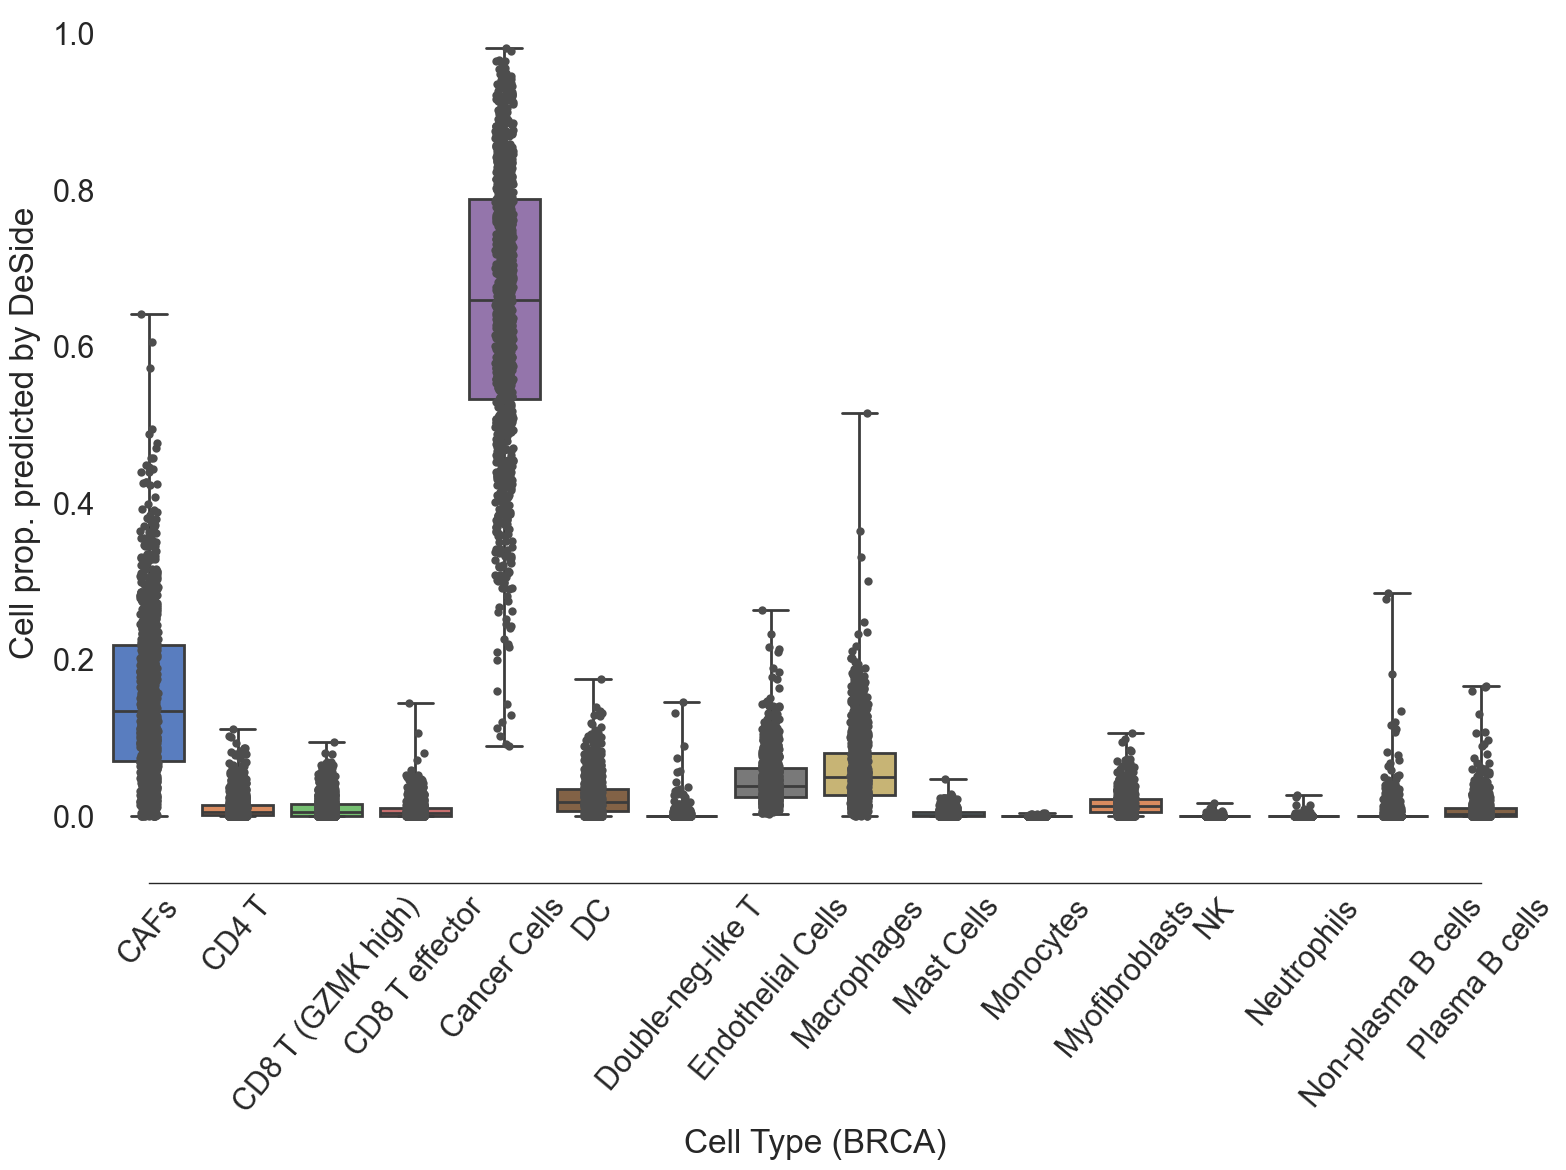 Cell prop. predicted by DeSide
1.0
0.8
0.6
0.4
0.2
0.0
CAFs
CD4 T
CD8 T (GZMK high)
CD8 T effector
Cancer Cells
DC
Double-neg-like T
Endothelial Cells
Macrophages
Mast Cells
Monocytes
Myofibroblasts
NK
Neutrophils
Non-plasma B cells
Plasma B cells
Cell Type (BRCA)